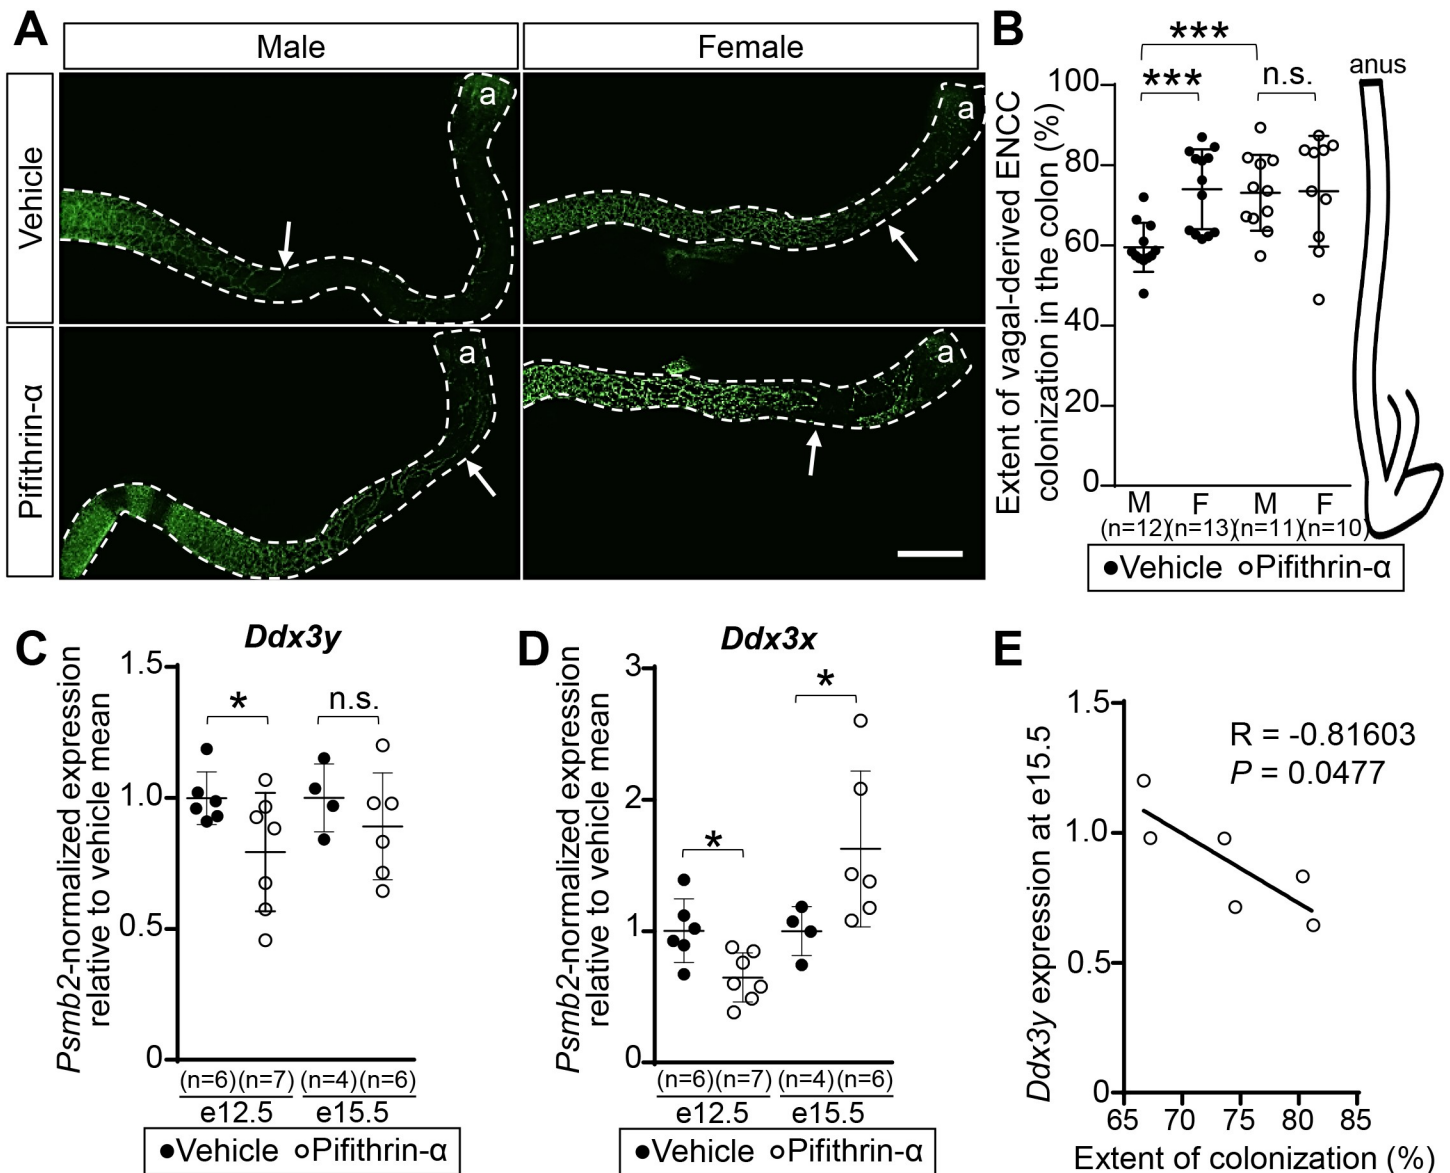 A
Male
Female
Vehicle
Pifithrin-α
a
a
a
a
B
Extent of vagal-derived ENCC
colonization in the colon (%)
100
80
60
40
20
0
***
***
n.s.
anus
M F M F
(n=12)(n=13)(n=11)(n=10)
●Vehicle ○Pifithrin-α
C
Ddx3y
Psmb2-normalized expression
relative to vehicle mean
1.5
1.0
0.5
0
*
n.s.
(n=6)(n=7) (n=4)(n=6)
e12.5 e15.5
●Vehicle ○Pifithrin-α
D
Ddx3x
Psmb2-normalized expression
relative to vehicle mean
3
2
1
0
*
*
(n=6)(n=7) (n=4)(n=6)
e12.5 e15.5
●Vehicle ○Pifithrin-α
E
Ddx3y expression at e15.5
1.5
1.0
0.5
0
R = -0.81603
P = 0.0477
65 70 75 80 85
Extent of colonization (%)